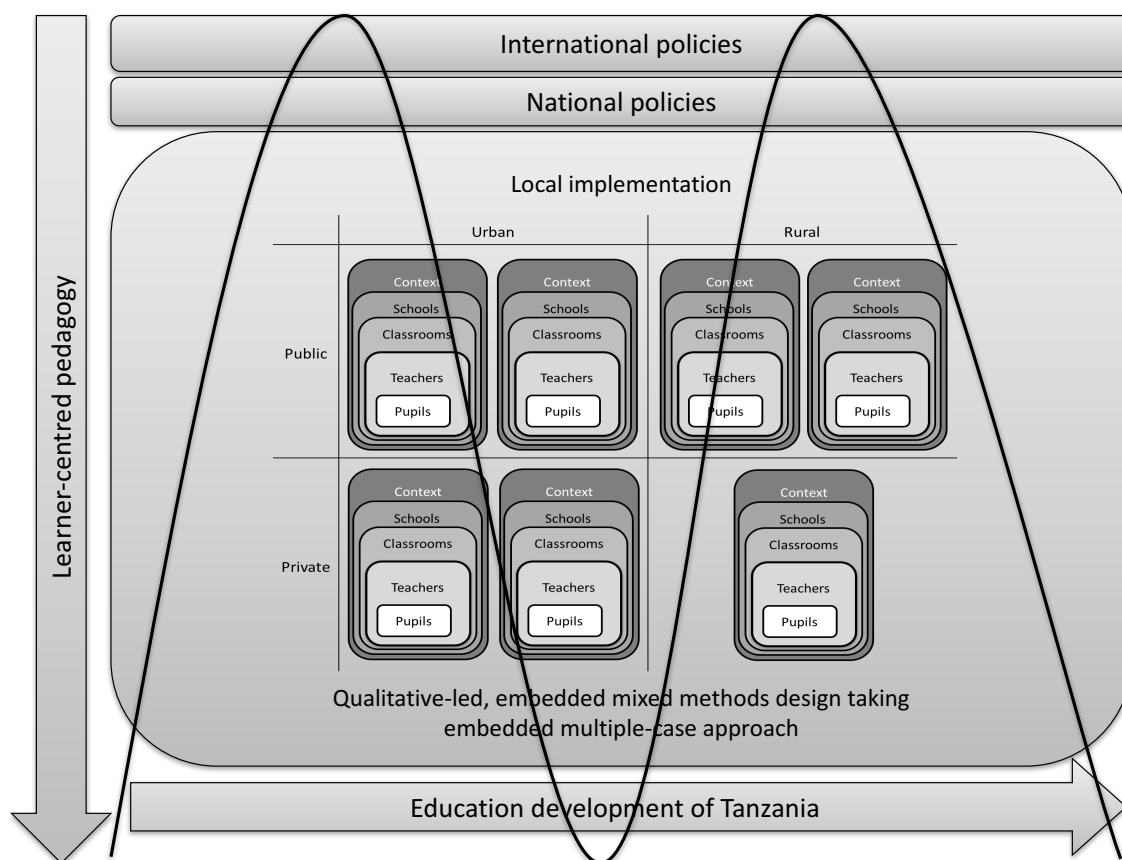 International policies
National policies
Learner-centred pedagogy
Local implementation
Urban
Rural
Public
Context
Schools
Classrooms
Teachers
Pupils
Context
Schools
Classrooms
Teachers
Pupils
Context
Schools
Classrooms
Teachers
Pupils
Context
Schools
Classrooms
Teachers
Pupils
Private
Context
Schools
Classrooms
Teachers
Pupils
Context
Schools
Classrooms
Teachers
Pupils
Context
Schools
Classrooms
Teachers
Pupils
Qualitative-led, embedded mixed methods design taking
embedded multiple-case approach
Education development of Tanzania